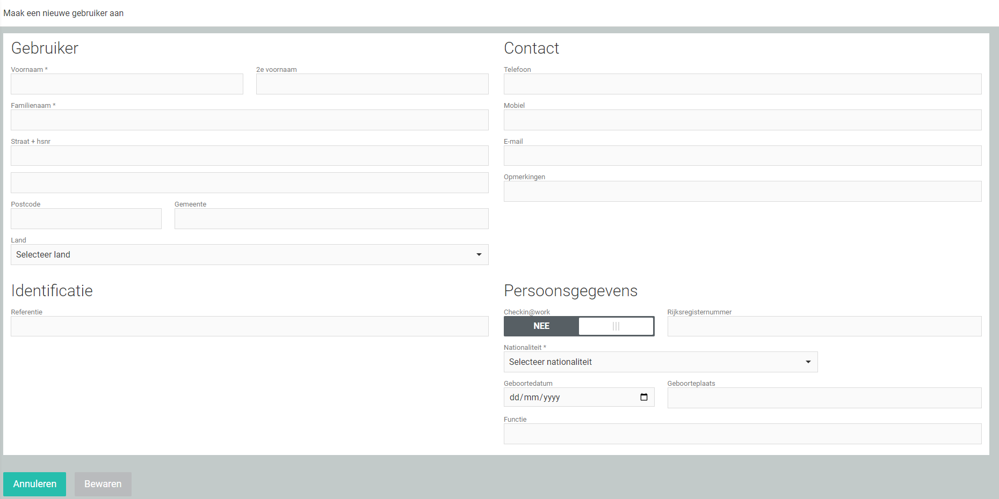 Maak een nieuwe gebruiker aan
Gebruiker
Voornaam *
2e voornaam
Familienaam *
Straat + hsnr
Postcode
Gemeente
Land
Selecteer land
Contact
Telefoon
Mobiel
E-mail
Opmerkingen
Identificatie
Referentie
Persoonsgegevens
Checkin@work
NEE
Rijksregisternummer
Nationaliteit *
Selecteer nationaliteit
Geboortedatum
dd/mm/yyyy
Geboorteplaats
Functie
Annuleren
Bewaren